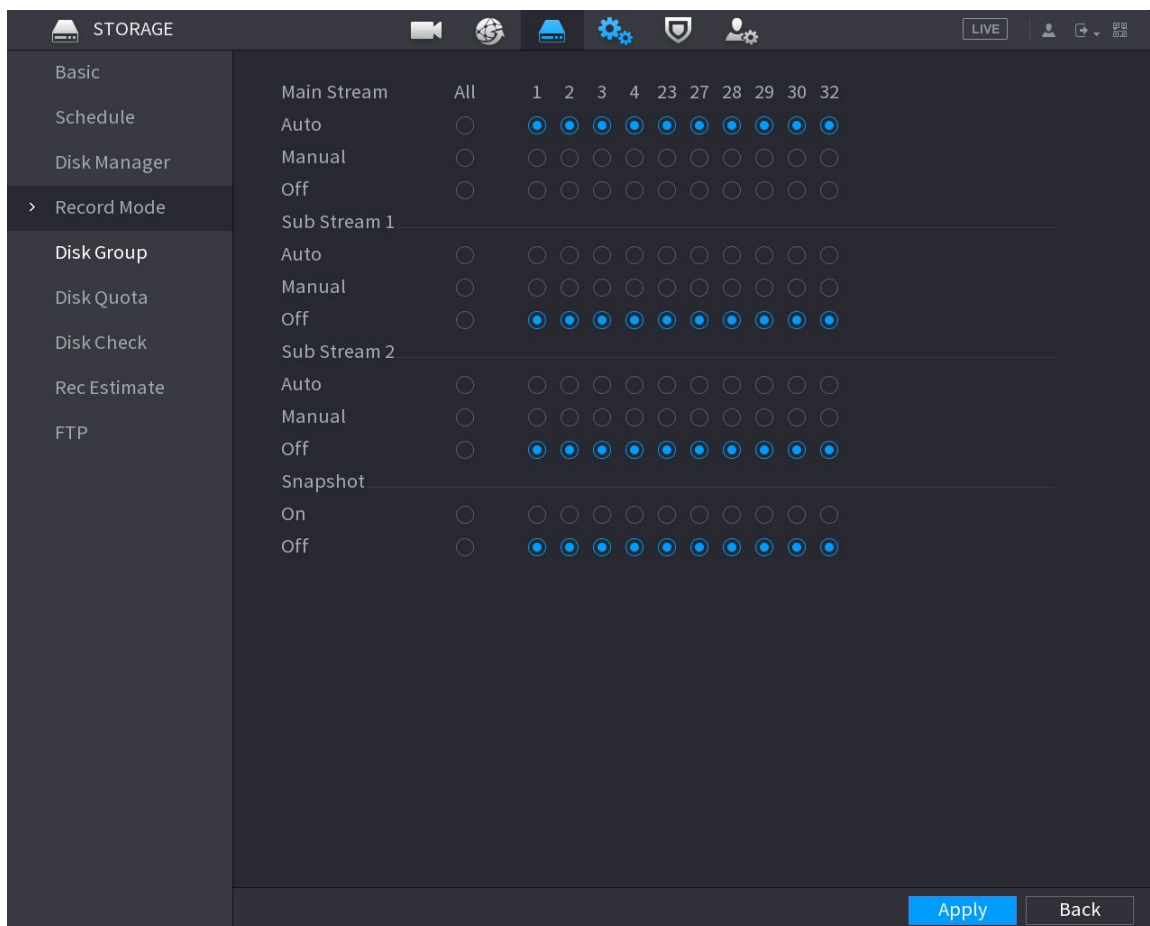 STORAGE LIVE
Basic
Schedule
Disk Manager
Record Mode
Disk Group
Disk Quota
Disk Check
Rec Estimate
FTP
Main Stream All 1 2 3 4 23 27 28 29 30 32
Auto
Manual
Off
Sub Stream 1
Auto
Manual
Off
Sub Stream 2
Auto
Manual
Off
Snapshot
On
Off
Apply Back